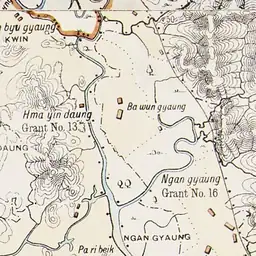 byu gyaung
KWIN
Ba wun gyaung
Hma yin daung
Grant No. 13
DAUNG
Ngan gyaung
Grant No. 16
NGAN GYAUNG
Pa ri beik